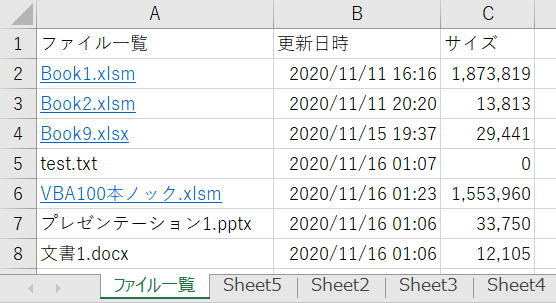 A B C
1 ファイル一覧 更新日時 サイズ
2 Book1.xlsm 2020/11/11 16:16 1,873,819
3 Book2.xlsm 2020/11/11 20:20 13,813
4 Book9.xlsx 2020/11/15 19:37 29,441
5 test.txt 2020/11/16 01:07 0
6 VBA100本ノック.xlsm 2020/11/16 01:23 1,553,960
7 プレゼンテーション1.pptx 2020/11/16 01:06 33,750
8 文書1.docx 2020/11/16 01:06 12,105
ファイル一覧 Sheet5 Sheet2 Sheet3 Sheet4